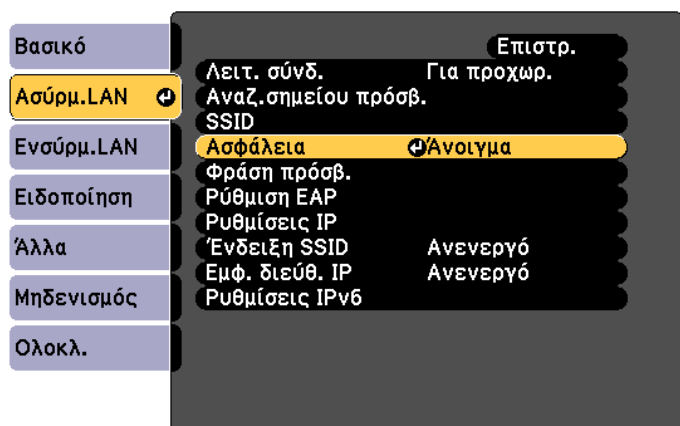 Βασικό
Ασύρμ.LAN
Ενσύρμ.LAN
Ειδοποίηση
Άλλα
Μηδενισμός
Ολοκλ.
Επιστρ.
Λειτ. σύνδ. Για προχωρ.
Αναζ.σημείου πρόσβ.
SSID
Ασφάλεια Άνοιγμα
Φράση πρόσβ.
Ρύθμιση EAP
Ρυθμίσεις IP
Ένδειξη SSID Ανενεργό
Εμφ. διεύθ. IP Ανενεργό
Ρυθμίσεις IPv6